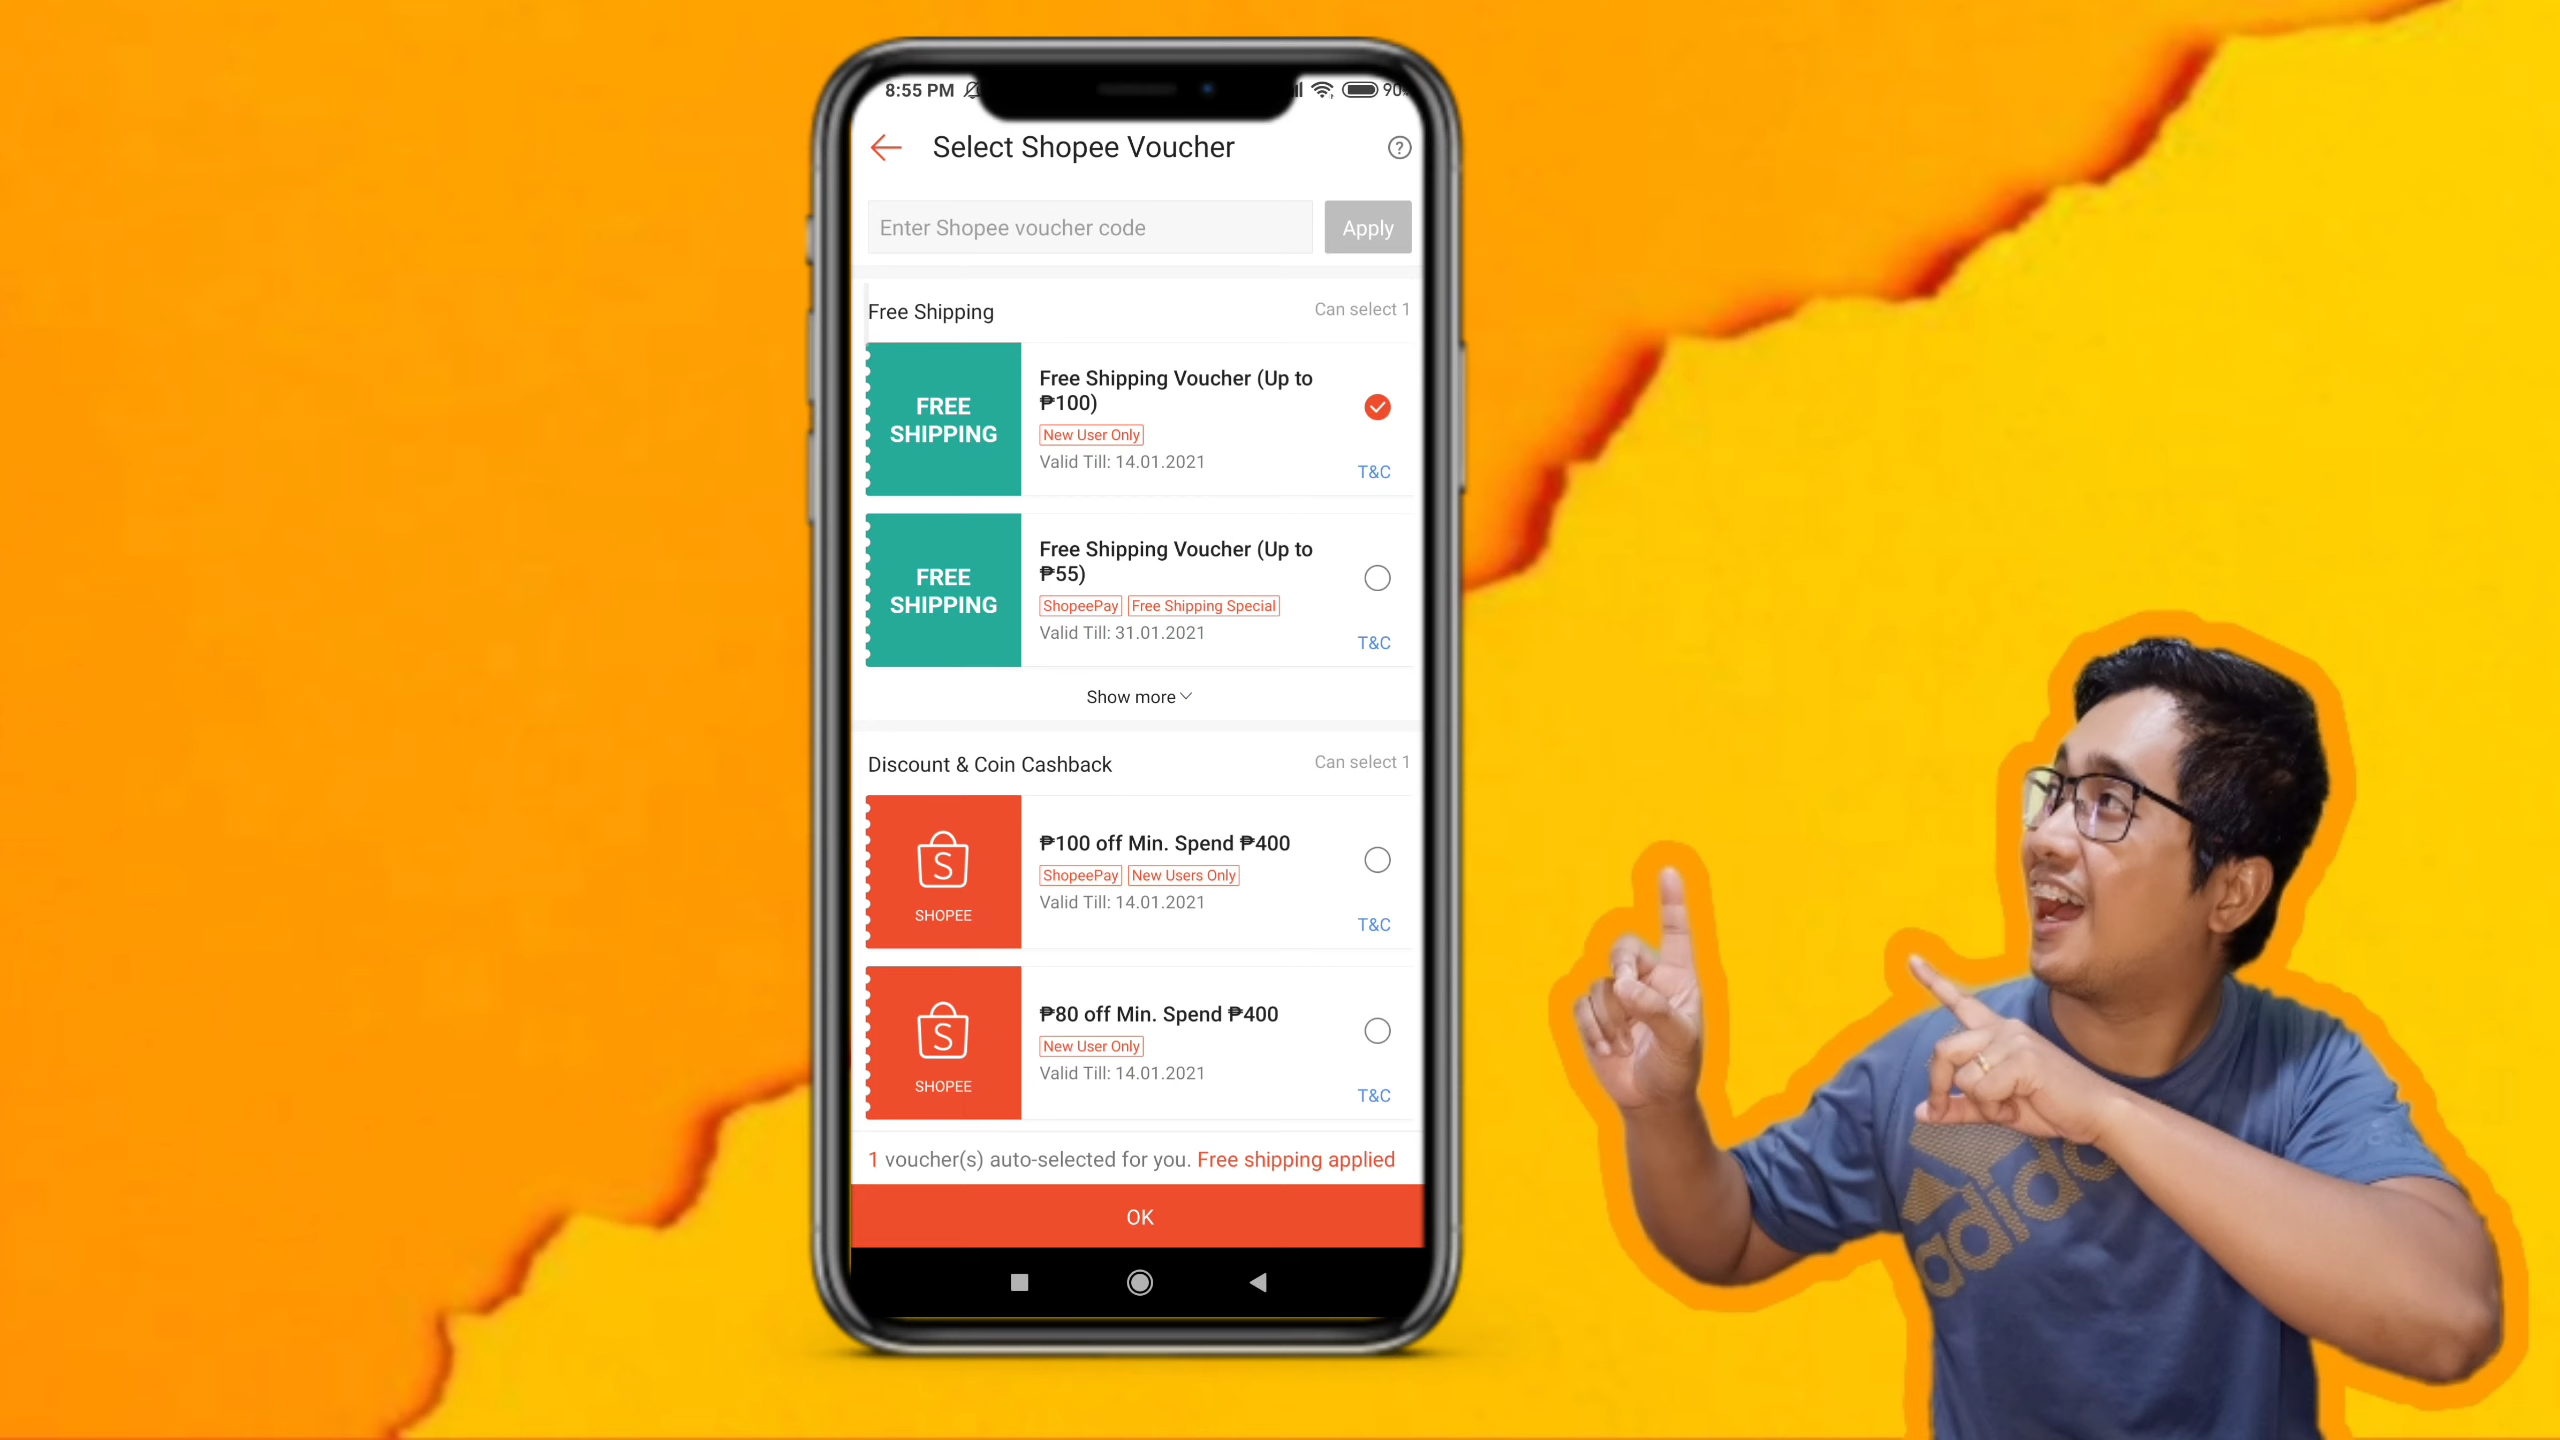 8:55 PM
90
Select Shopee Voucher
?
Enter Shopee voucher code
Apply
Free Shipping
Can select 1
FREE
SHIPPING
Free Shipping Voucher (Up to
₱100)
New User Only
Valid Till: 14.01.2021
T&C
FREE
SHIPPING
Free Shipping Voucher (Up to
₱55)
ShopeePay Free Shipping Special
Valid Till: 31.01.2021
T&C
Show more
Discount & Coin Cashback
Can select 1
S
SHOPEE
₱100 off Min. Spend ₱400
ShopeePay New Users Only
Valid Till: 14.01.2021
T&C
S
SHOPEE
₱80 off Min. Spend ₱400
New User Only
Valid Till: 14.01.2021
T&C
1 voucher(s) auto-selected for you. Free shipping applied
OK
adidas